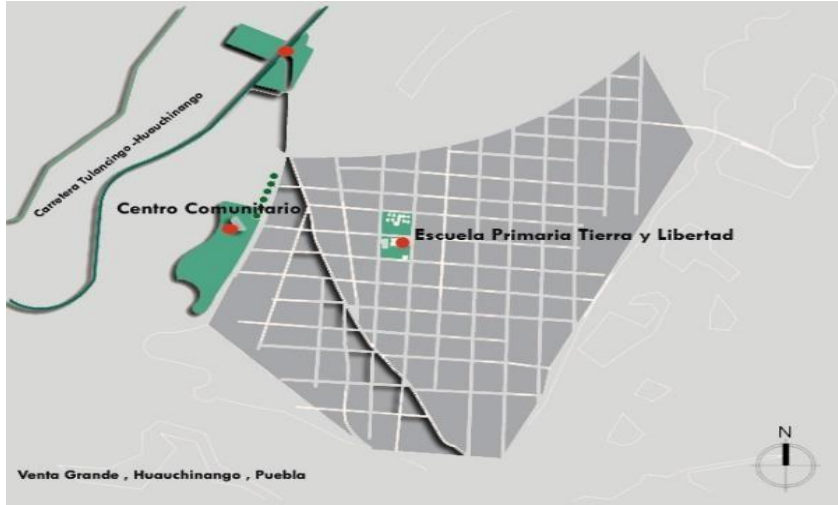 Carretera Tulancingo -Huauchinango
Centro Comunitario
Escuela Primaria Tierra y Libertad
N
Venta Grande , Huauchinango , Puebla